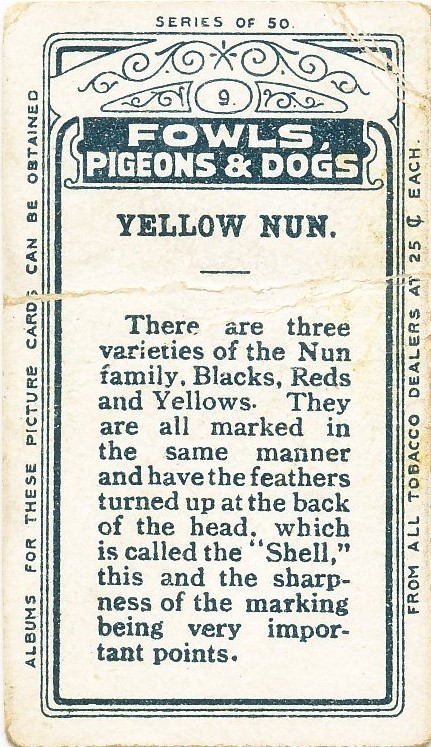 SERIES OF 50.
9.
FOWLS,
PIGEONS & DOGS
YELLOW NUN.
There are three
varieties of the Nun
family, Blacks, Reds
and Yellows. They
are all marked in
the same manner
and have the feathers
turned up at the back
of the head, which
is called the "Shell,"
this and the sharp-
ness of the marking
being very impor-
tant points.
ALBUMS FOR THESE PICTURE CARDS CAN BE OBTAINED
FROM ALL TOBACCO DEALERS AT 25 ₵ EACH.